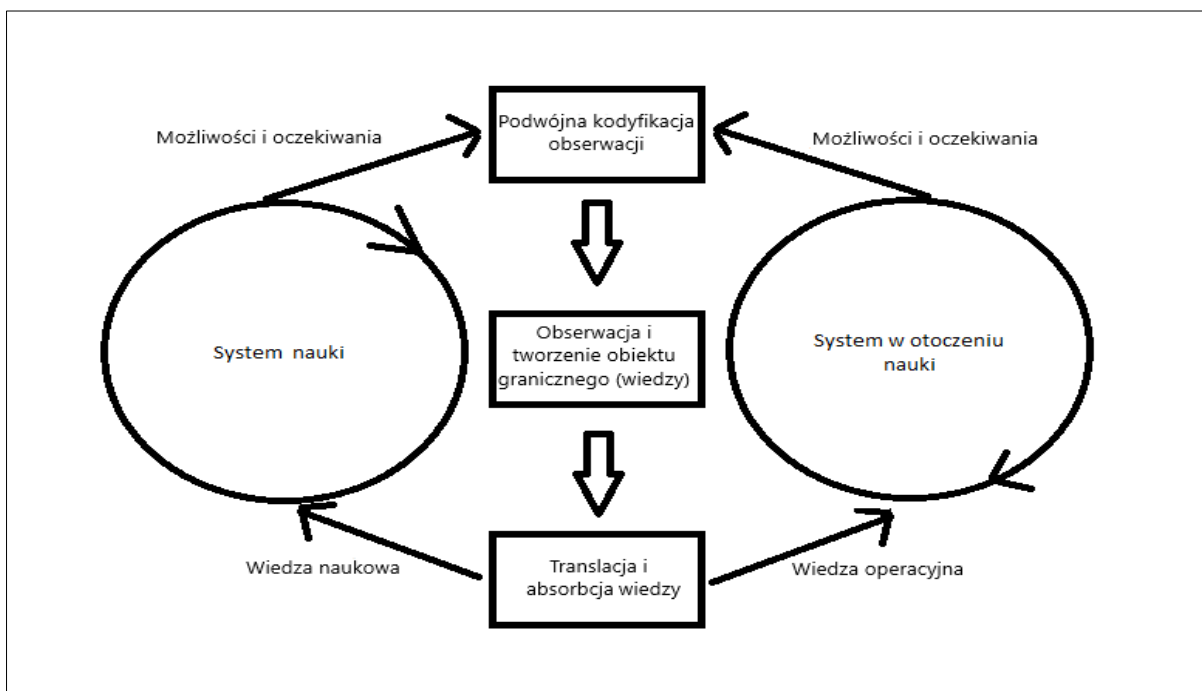 Podwójna kodyfikacja
obserwacji
Możliwości i oczekiwania
Możliwości i oczekiwania
System nauki
Obserwacja i
tworzenie obiektu
granicznego (wiedzy)
System w otoczeniu
nauki
Wiedza naukowa
Translacja i
absorbcja wiedzy
Wiedza operacyjna